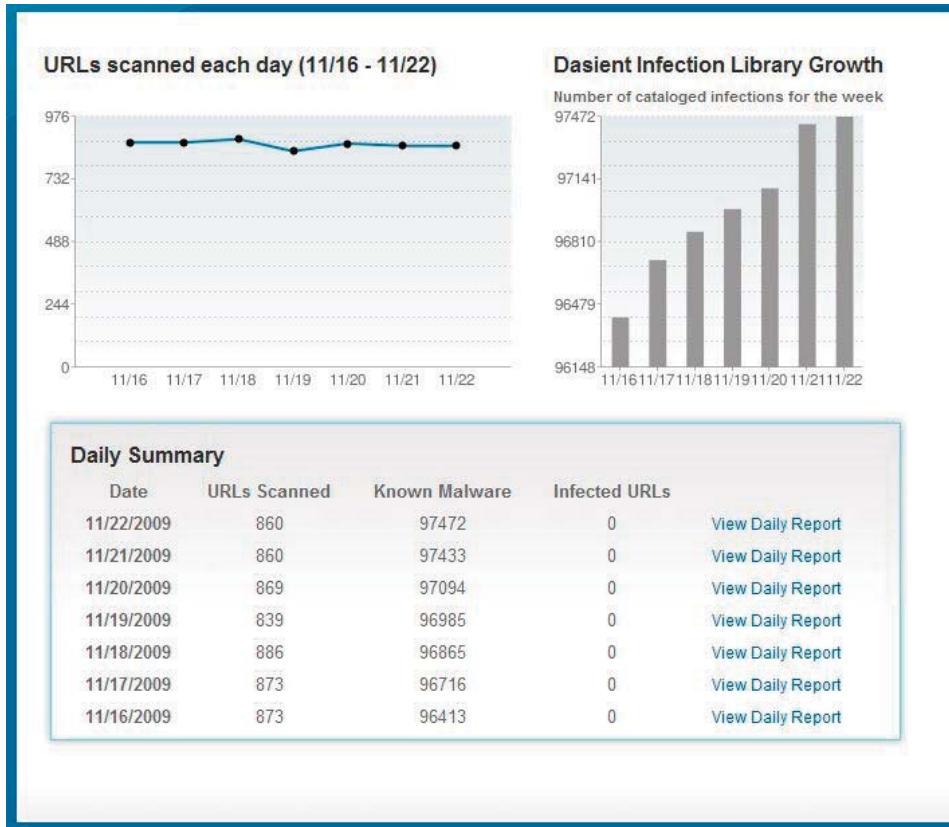 URLs scanned each day (11/16 - 11/22)
976
732
488
244
0
11/16 11/17 11/18 11/19 11/20 11/21 11/22
Dasient Infection Library Growth
Number of cataloged infections for the week
97472
97141
96810
96479
96148
11/16 11/17 11/18 11/19 11/20 11/21 11/22
Daily Summary
Date URLs Scanned Known Malware Infected URLs
11/22/2009 860 97472 0 View Daily Report
11/21/2009 860 97433 0 View Daily Report
11/20/2009 869 97094 0 View Daily Report
11/19/2009 839 96985 0 View Daily Report
11/18/2009 886 96865 0 View Daily Report
11/17/2009 873 96716 0 View Daily Report
11/16/2009 873 96413 0 View Daily Report